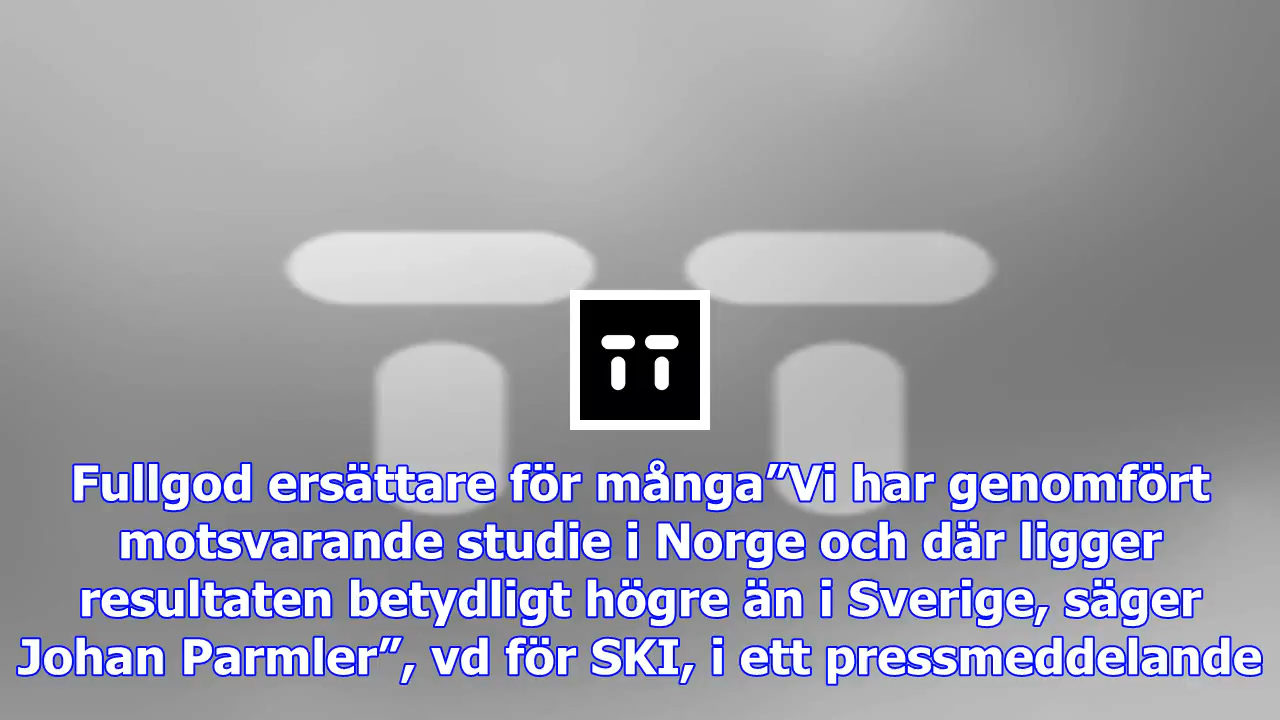 Fullgod ersättare för många”Vi har genomfört
motsvarande studie i Norge och där ligger
resultaten betydligt högre än i Sverige, säger
Johan Parmler”, vd för SKI, i ett pressmeddelande